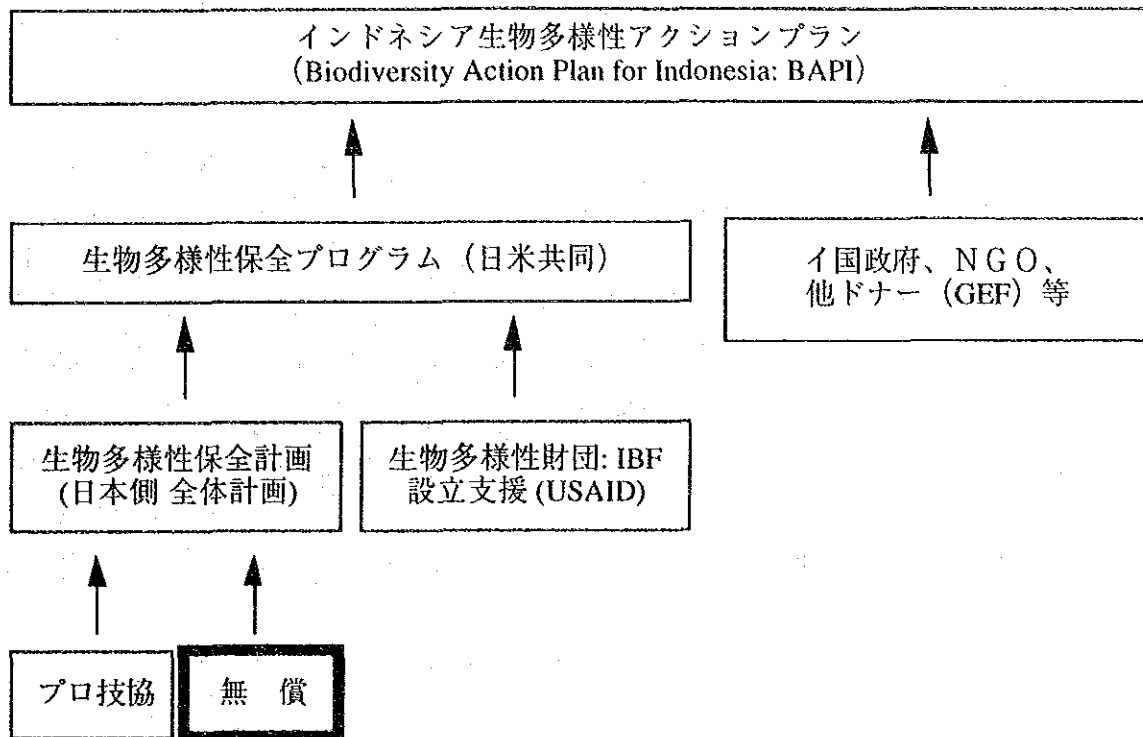 インドネシア生物多様性アクションプラン
（Biodiversity Action Plan for Indonesia: BAPI）
生物多様性保全プログラム（日米共同）
イ国政府、ＮＧＯ、
他ドナー（GEF）等
生物多様性保全計画
(日本側 全体計画)
生物多様性財団: IBF
設立支援 (USAID)
プロ技協
無　償